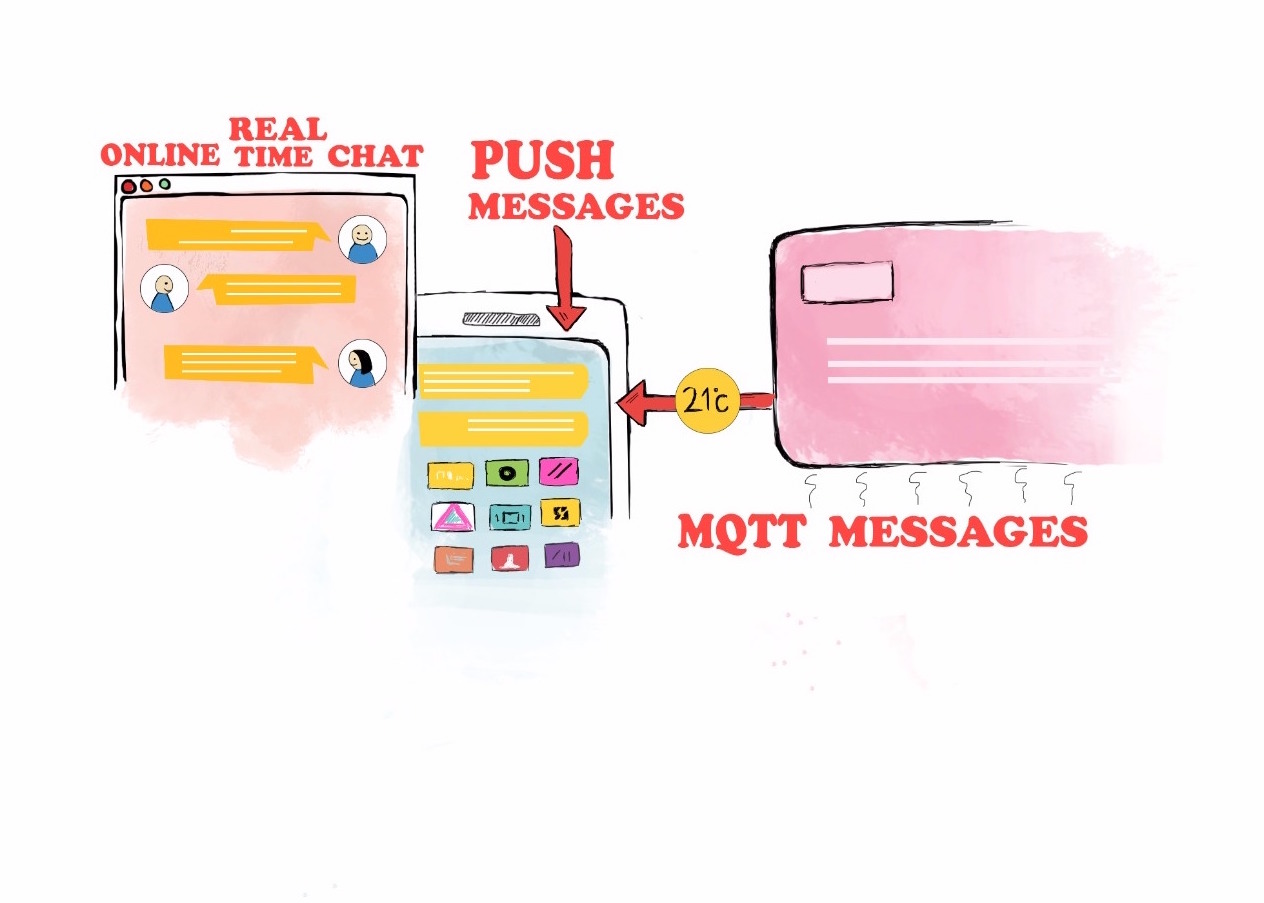 REAL
ONLINE TIME CHAT
PUSH
MESSAGES
21°c
MQTT MESSAGES